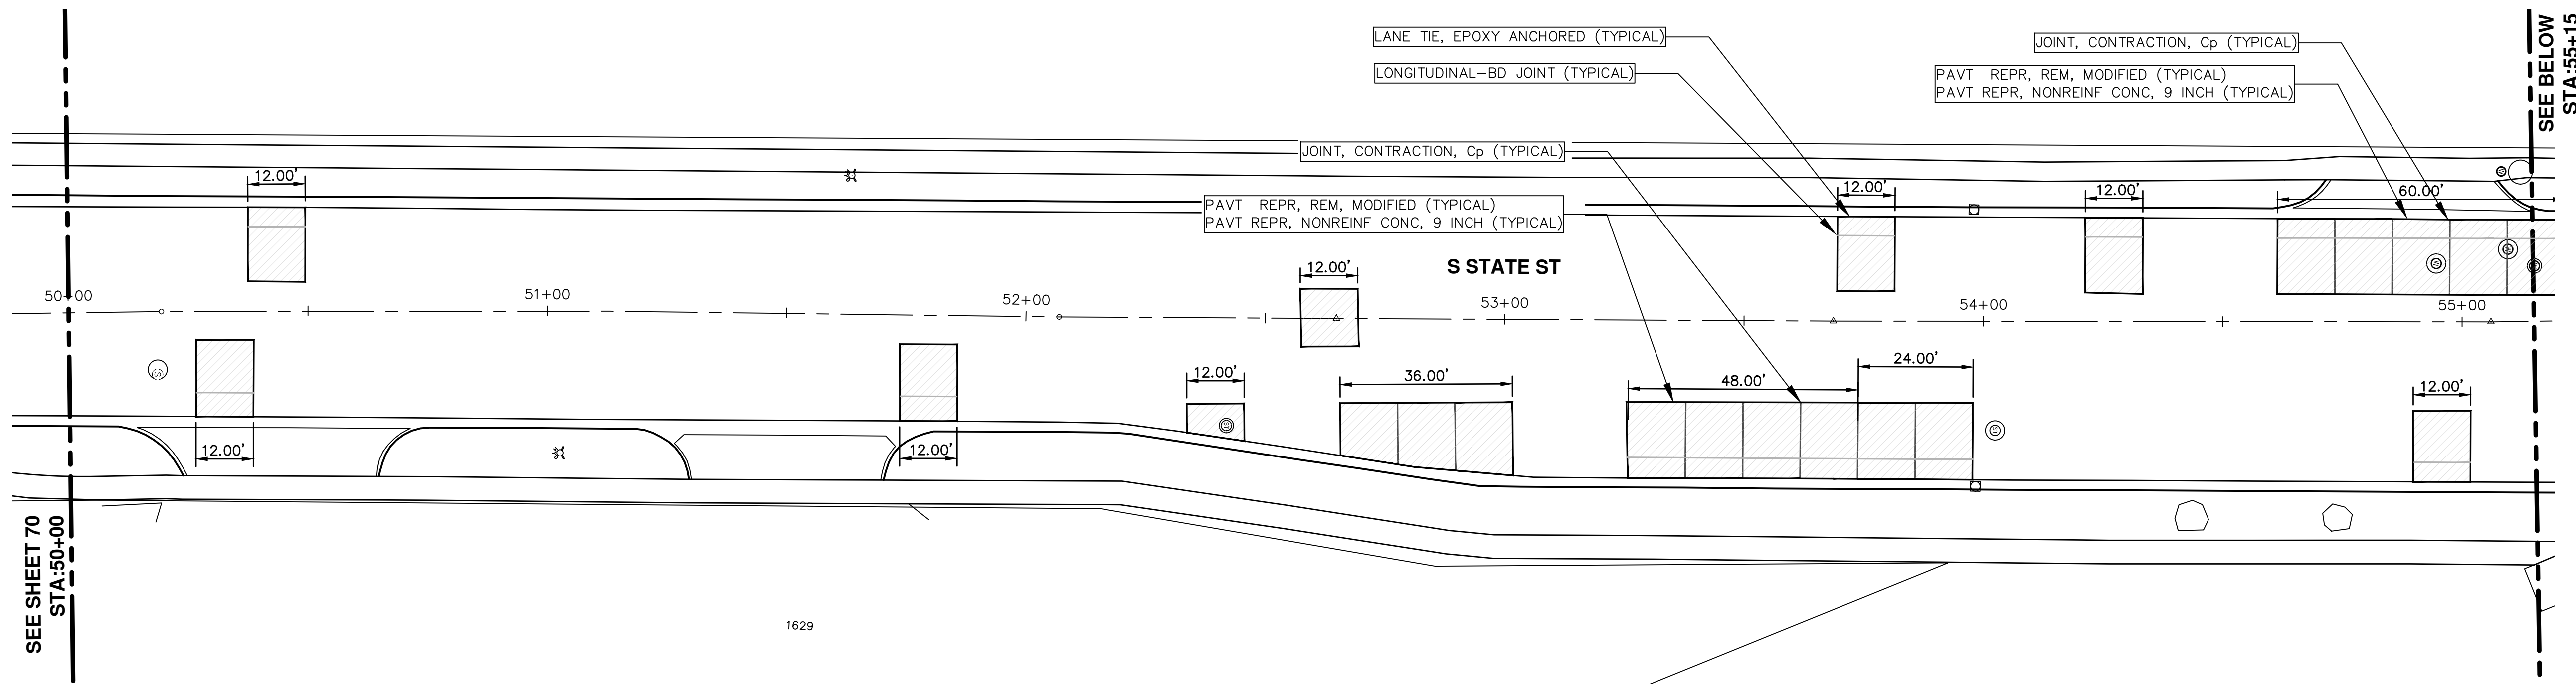 LANE TIE, EPOXY ANCHORED (TYPICAL)
LONGITUDINAL-BD JOINT (TYPICAL)
JOINT, CONTRACTION, Cp (TYPICAL)
PAVT REPR, REM, MODIFIED (TYPICAL)
PAVT REPR, NONREINF CONC, 9 INCH (TYPICAL)
SEE BELOW
STA:55+15
JOINT, CONTRACTION, Cp (TYPICAL)
PAVT REPR, REM, MODIFIED (TYPICAL)
PAVT REPR, NONREINF CONC, 9 INCH (TYPICAL)
12.00'
12.00'
12.00'
60.00'
S STATE ST
12.00'
50+00
51+00
52+00
53+00
54+00
55+00
12.00'
36.00'
48.00'
24.00'
12.00'
12.00'
12.00'
SEE SHEET 70
STA:50+00
1629